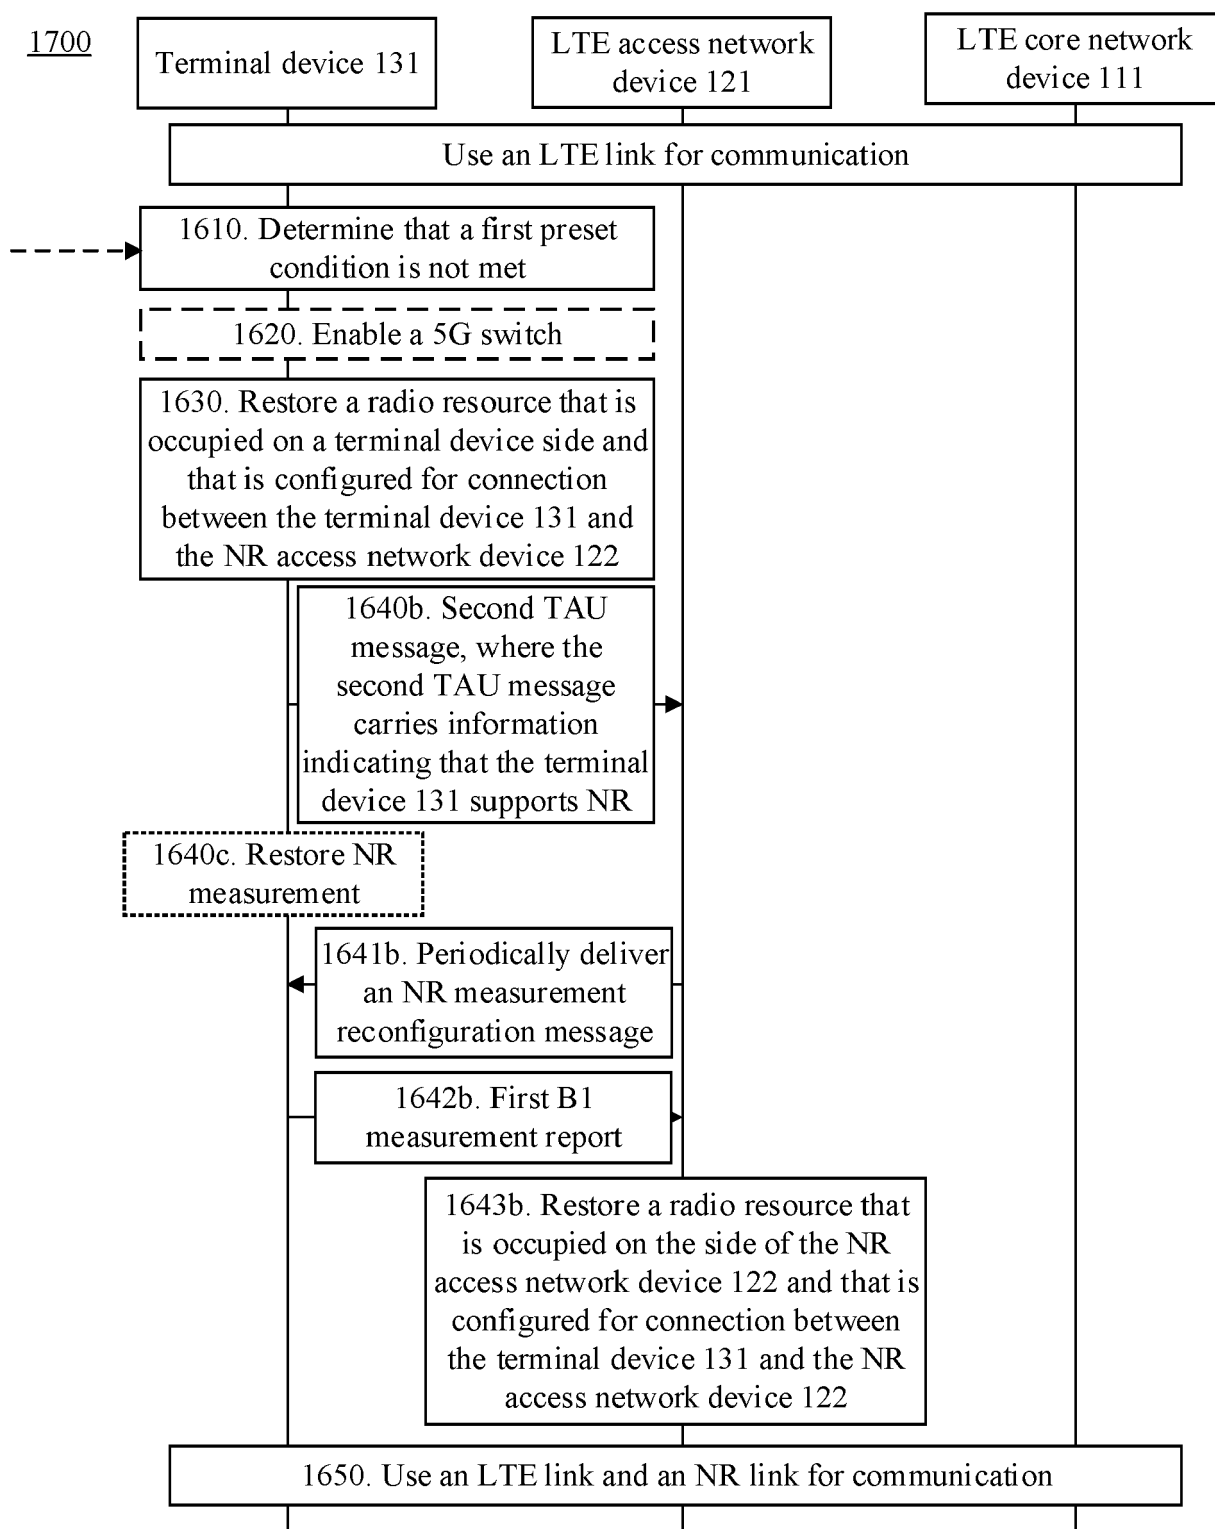 1700
Terminal device 131
LTE access network
device 121
LTE core network
device 111
Use an LTE link for communication
1610. Determine that a first preset
condition is not met
1620. Enable a 5G switch
1630. Restore a radio resource that is
occupied on a terminal device side and
that is configured for connection
between the terminal device 131 and
the NR access network device 122
1640b. Second TAU
message, where the
second TAU message
carries information
indicating that the terminal
device 131 supports NR
1640c. Restore NR
measurement
1641b. Periodically deliver
an NR measurement
reconfiguration message
1642b. First B1
measurement report
1643b. Restore a radio resource that
is occupied on the side of the NR
access network device 122 and that is
configured for connection between
the terminal device 131 and the NR
access network device 122
1650. Use an LTE link and an NR link for communication